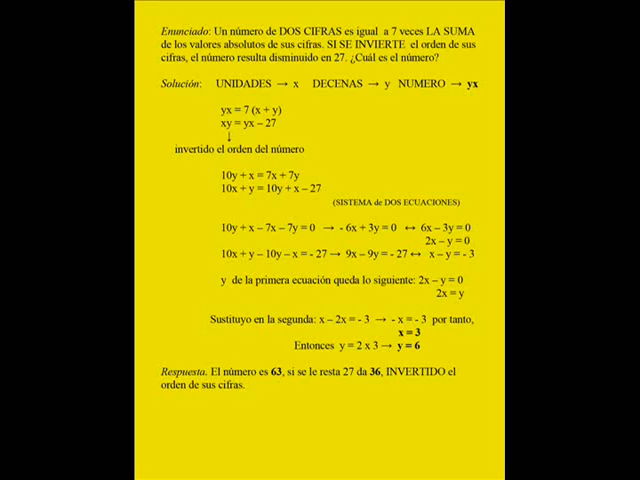 Enunciado: Un número de DOS CIFRAS es igual a 7 veces LA SUMA
de los valores absolutos de sus cifras. SI SE INVIERTE el orden de sus
cifras, el número resulta disminuido en 27. ¿Cuál es el número?
Solución: UNIDADES → x DECENAS → y NUMERO → yx
yx = 7 (x + y)
xy = yx – 27
↓
invertido el orden del número
10y + x = 7x + 7y
10x + y = 10y + x – 27
(SISTEMA de DOS ECUACIONES)
10y + x – 7x – 7y = 0 → - 6x + 3y = 0 ↔ 6x – 3y = 0
2x – y = 0
10x + y – 10y – x = - 27 → 9x – 9y = - 27 ↔ x – y = - 3
y de la primera ecuación queda lo siguiente: 2x – y = 0
2x = y
Sustituyo en la segunda: x – 2x = - 3 → - x = - 3 por tanto,
x = 3
Entonces y = 2 x 3 → y = 6
Respuesta. El número es 63, si se le resta 27 da 36, INVERTIDO el
orden de sus cifras.